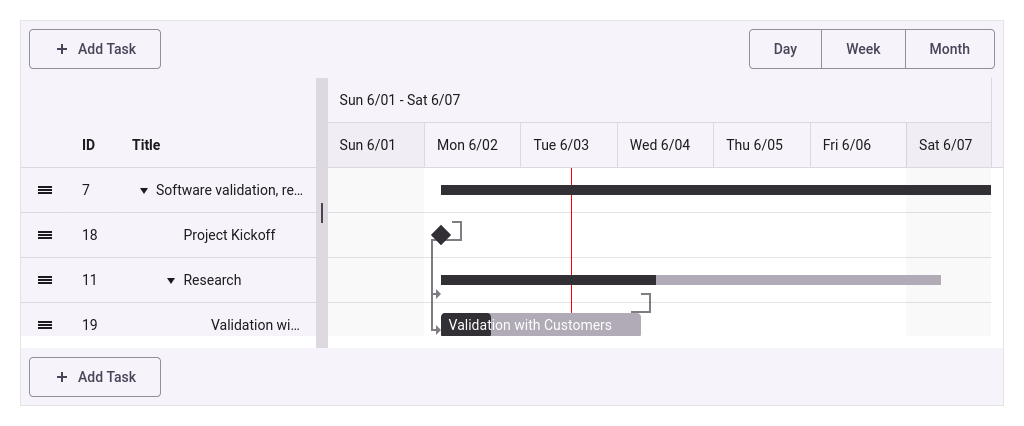 Add Task
Day Week Month
Sun 6/01 - Sat 6/07
ID Title
Sun 6/01 Mon 6/02 Tue 6/03 Wed 6/04 Thu 6/05 Fri 6/06 Sat 6/07
7 Software validation, re...
18 Project Kickoff
11 Research
19 Validation wi...
Validation with Customers
Add Task